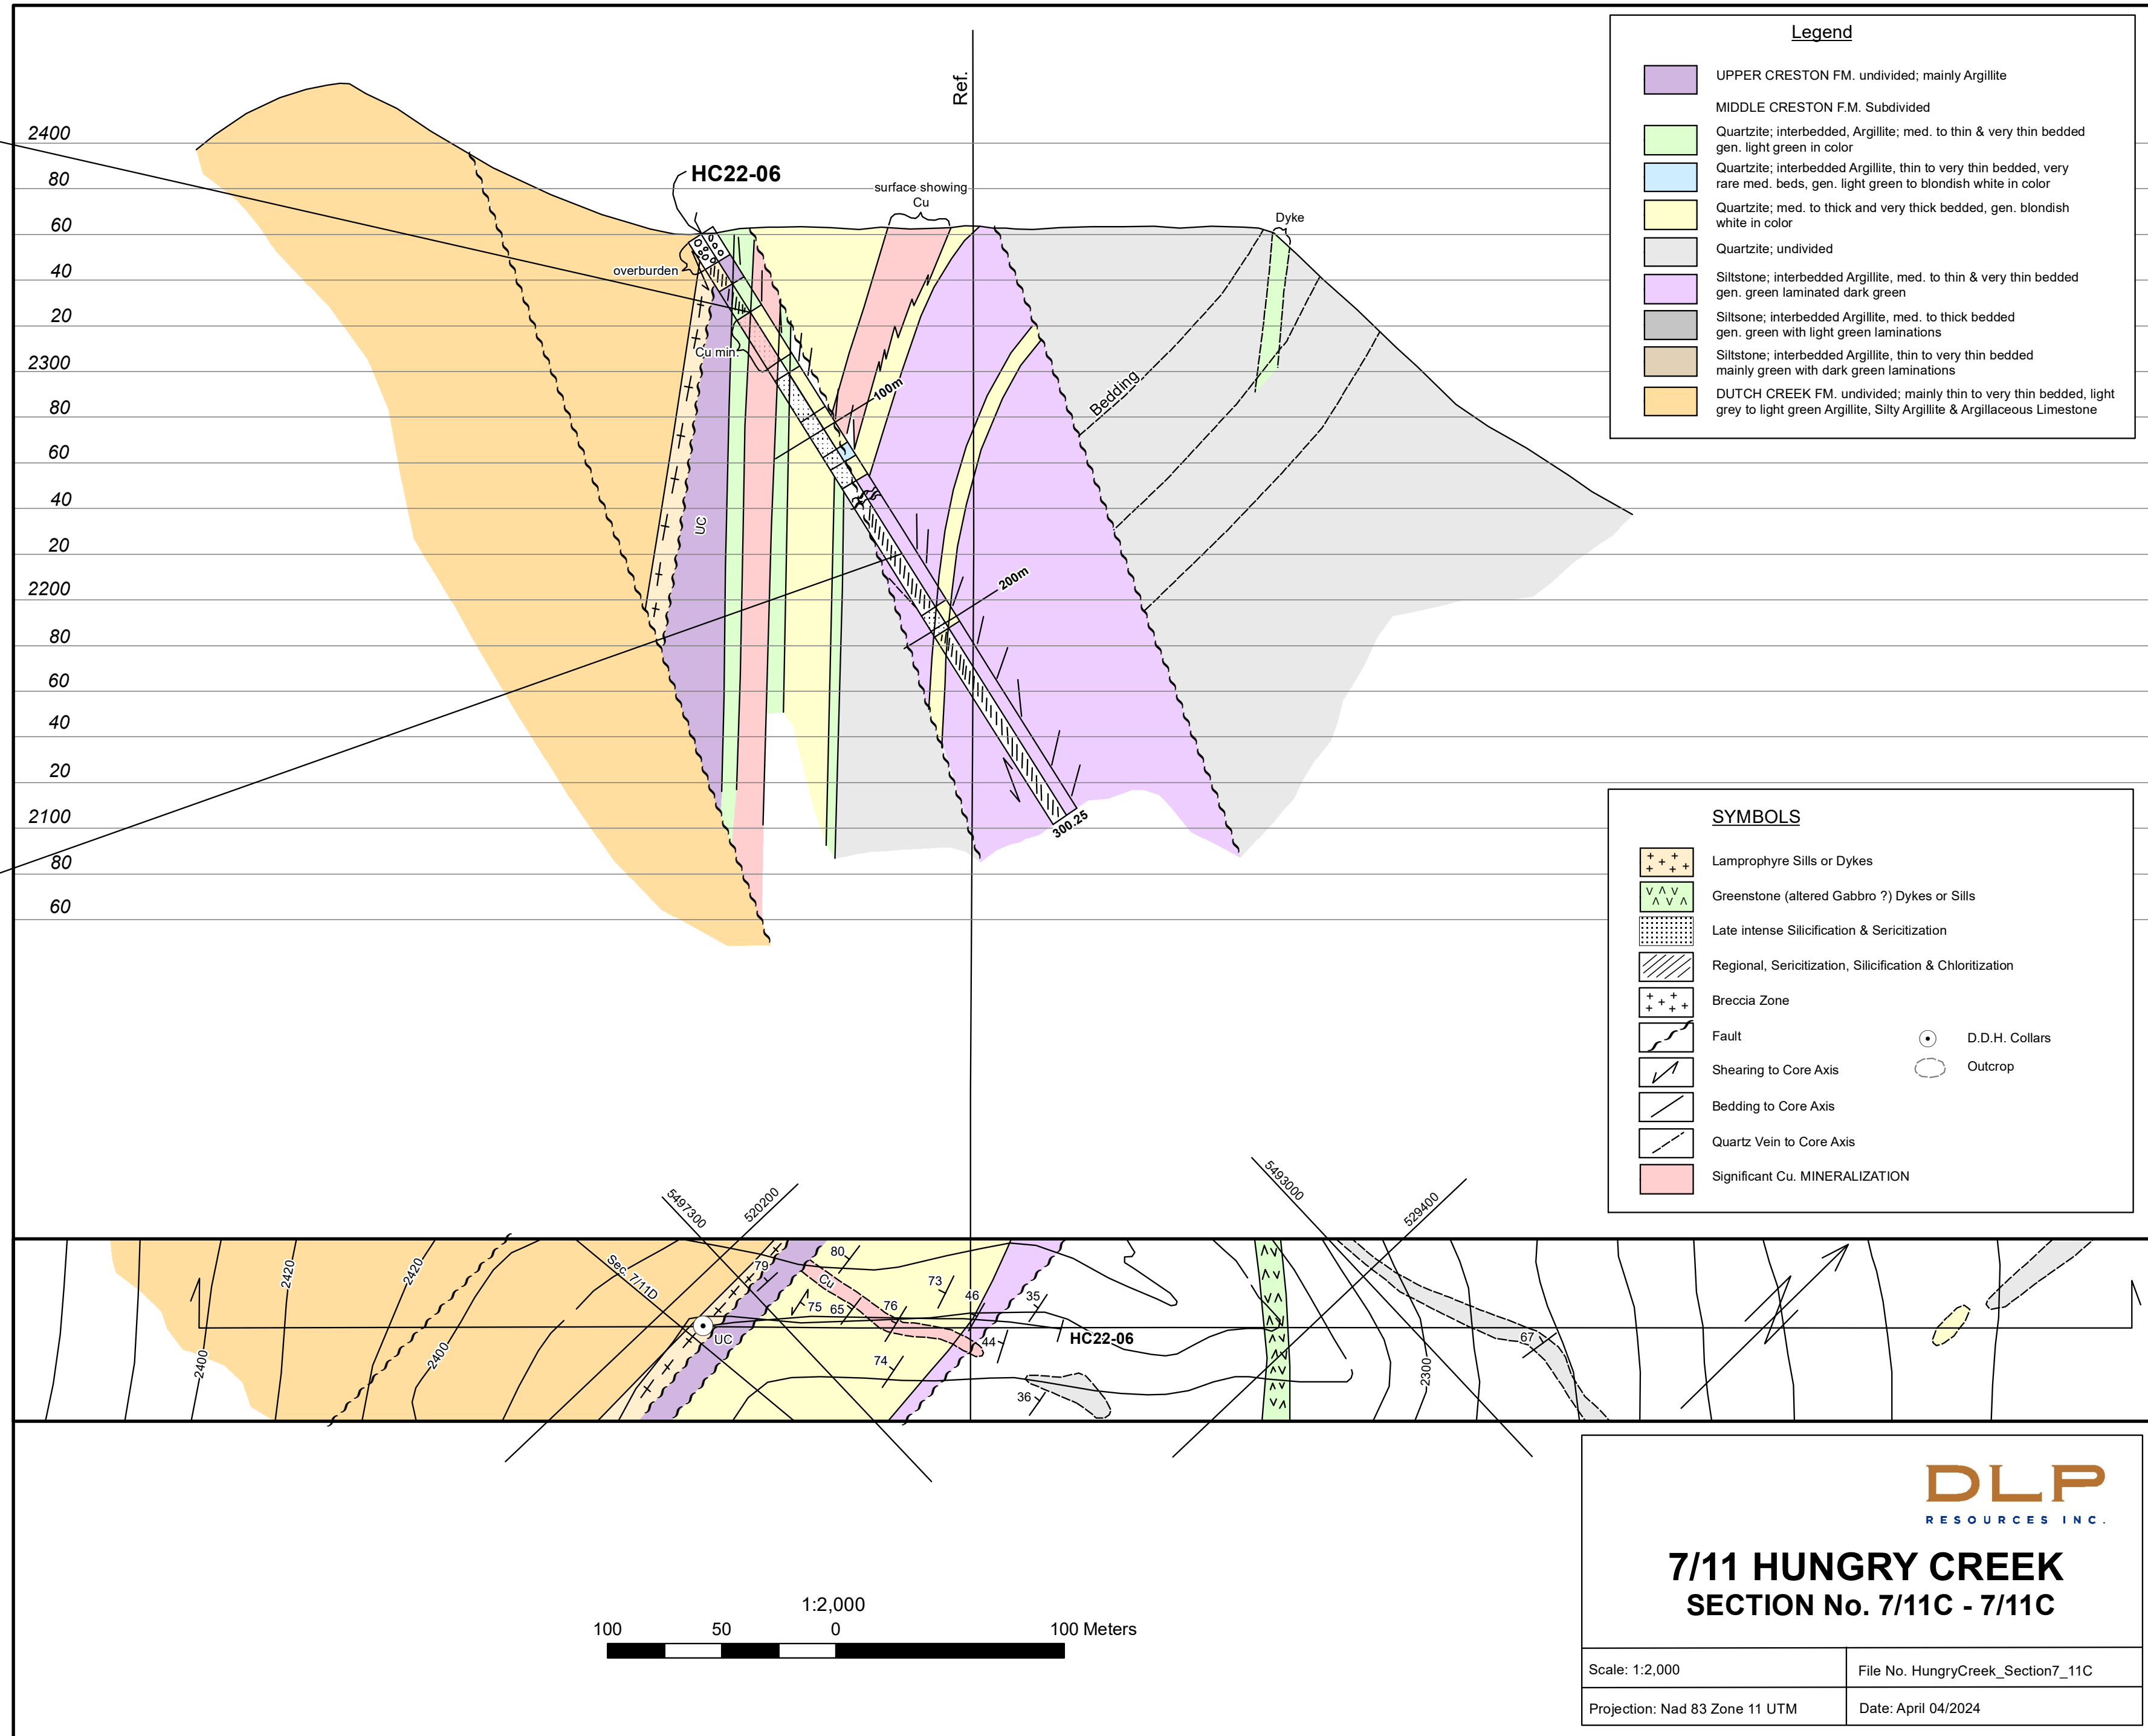 Legend
UPPER CRESTON FM. undivided; mainly Argillite
MIDDLE CRESTON F.M. Subdivided
Quartzite; interbedded, Argillite; med. to thin & very thin bedded
gen. light green in color
Quartzite; interbedded Argillite, thin to very thin bedded, very
rare med. beds, gen. light green to blondish white in color
Quartzite; med. to thick and very thick bedded, gen. blondish
white in color
Quartzite; undivided
Siltstone; interbedded Argillite, med. to thin & very thin bedded
gen. green laminated dark green
Siltsone; interbedded Argillite, med. to thick bedded
gen. green with light green laminations
Siltstone; interbedded Argillite, thin to very thin bedded
mainly green with dark green laminations
DUTCH CREEK FM. undivided; mainly thin to very thin bedded, light
grey to light green Argillite, Silty Argillite & Argillaceous Limestone
Ref.
2400
80
60
40
20
2300
80
60
40
20
2200
80
60
40
20
2100
80
60
HC22-06
surface showing
Cu
Dyke
overburden
Cu min.
100m
Bedding
UC
200m
300.25
SYMBOLS
Lamprophyre Sills or Dykes
Greenstone (altered Gabbro ?) Dykes or Sills
Late intense Silicification & Sericitization
Regional, Sericitization, Silicification & Chloritization
Breccia Zone
Fault
D.D.H. Collars
Shearing to Core Axis
Outcrop
Bedding to Core Axis
Quartz Vein to Core Axis
Significant Cu. MINERALIZATION
5497300
520200
5493000
529400
2400
2420
2420
2400
Sec. 7/11D
79
80
Cu
75
65
76
73
46
35
UC
74
44
36
HC22-06
2300
67
DLP
RESOURCES INC.
7/11 HUNGRY CREEK
SECTION No. 7/11C - 7/11C
Scale: 1:2,000
File No. HungryCreek_Section7_11C
Projection: Nad 83 Zone 11 UTM
Date: April 04/2024
1:2,000
100
50
0
100 Meters